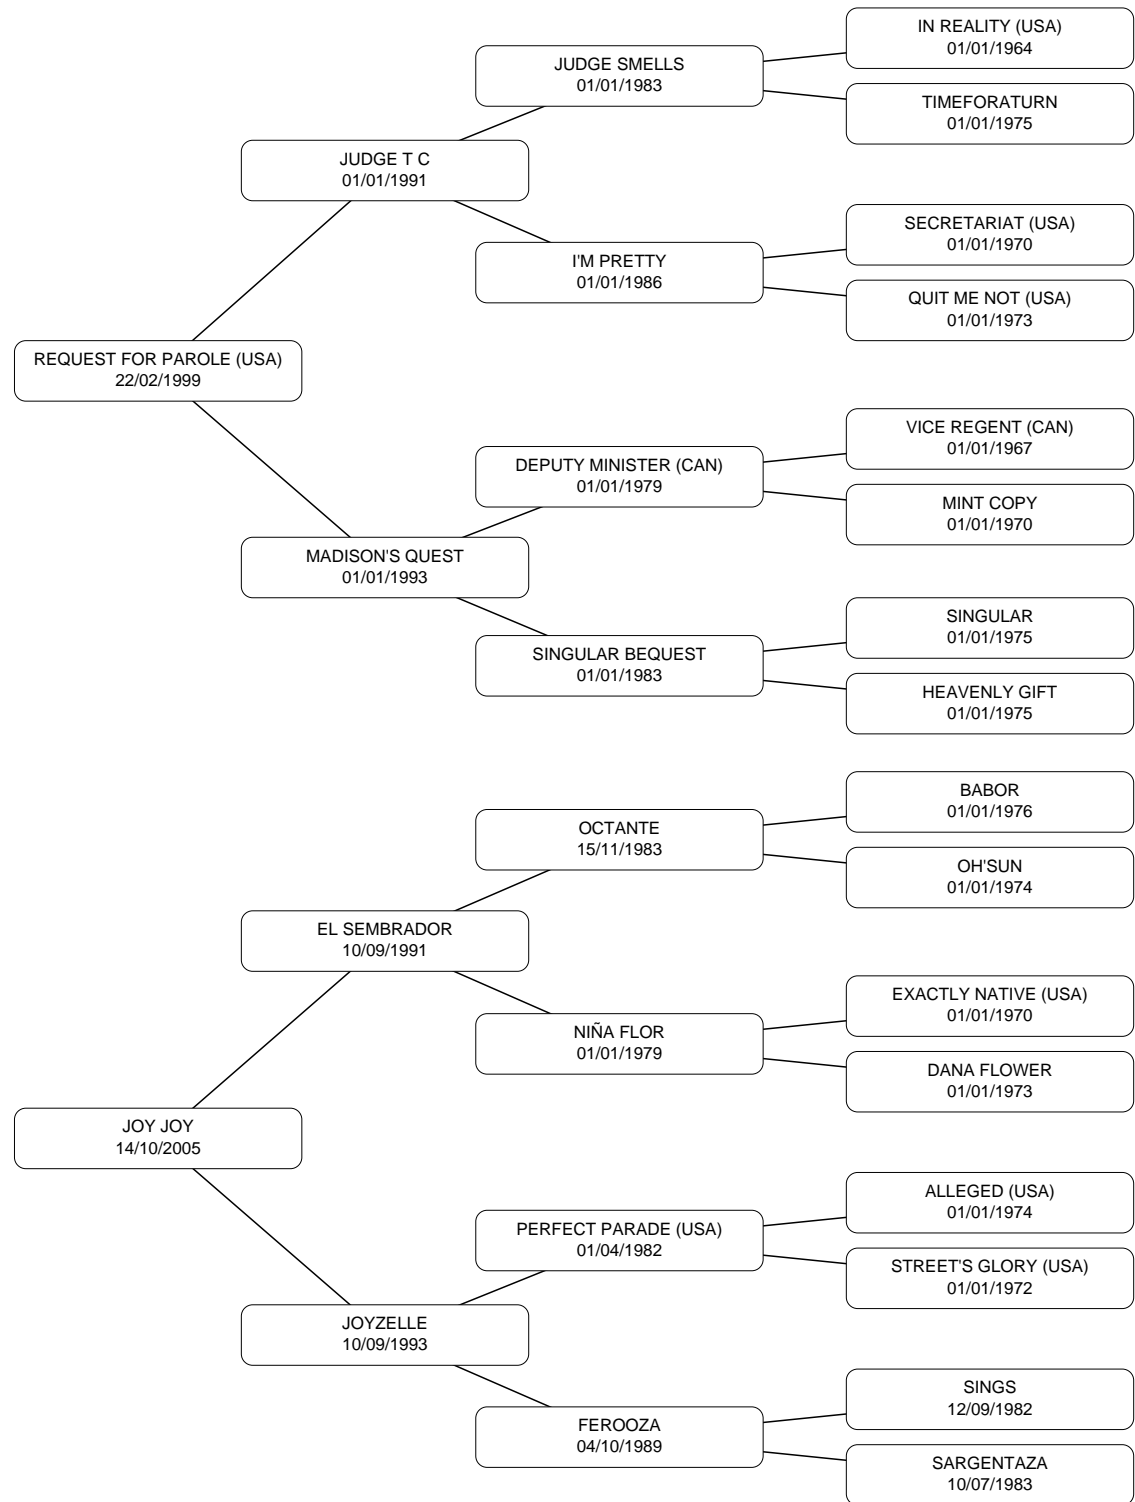 IN REALITY (USA)
01/01/1964
JUDGE SMELLS
01/01/1983
TIMEFORATURN
01/01/1975
JUDGE T C
01/01/1991
SECRETARIAT (USA)
01/01/1970
I'M PRETTY
01/01/1986
QUIT ME NOT (USA)
01/01/1973
REQUEST FOR PAROLE (USA)
22/02/1999
VICE REGENT (CAN)
01/01/1967
DEPUTY MINISTER (CAN)
01/01/1979
MINT COPY
01/01/1970
MADISON'S QUEST
01/01/1993
SINGULAR
01/01/1975
SINGULAR BEQUEST
01/01/1983
HEAVENLY GIFT
01/01/1975
BABOR
01/01/1976
OCTANTE
15/11/1983
OH'SUN
01/01/1974
EL SEMBRADOR
10/09/1991
EXACTLY NATIVE (USA)
01/01/1970
NIÑA FLOR
01/01/1979
DANA FLOWER
01/01/1973
JOY JOY
14/10/2005
ALLEGED (USA)
01/01/1974
PERFECT PARADE (USA)
01/04/1982
STREET'S GLORY (USA)
01/01/1972
JOYZELLE
10/09/1993
SINGS
12/09/1982
FEROOZA
04/10/1989
SARGENTAZA
10/07/1983